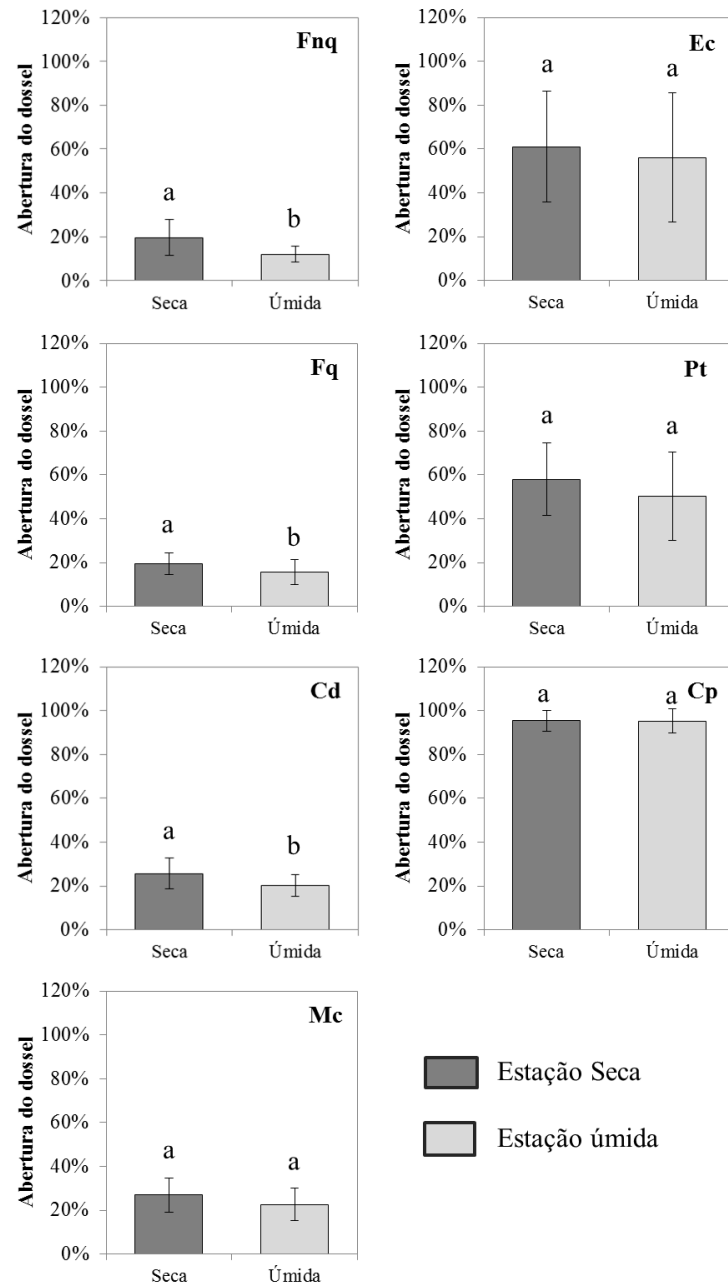 Fnq
Abertura do dossel
120%
100%
80%
60%
40%
20%
0%
a
b
Seca
Úmida
Ec
Abertura do dossel
120%
100%
80%
60%
40%
20%
0%
a
a
Seca
Úmida
Fq
Abertura do dossel
120%
100%
80%
60%
40%
20%
0%
a
b
Seca
Úmida
Pt
Abertura do dossel
120%
100%
80%
60%
40%
20%
0%
a
a
Seca
Úmida
Cd
Abertura do dossel
120%
100%
80%
60%
40%
20%
0%
a
b
Seca
Úmida
Cp
Abertura do dossel
120%
100%
80%
60%
40%
20%
0%
a
a
Seca
Úmida
Mc
Abertura do dossel
120%
100%
80%
60%
40%
20%
0%
a
a
Seca
Úmida
Estação Seca
Estação úmida